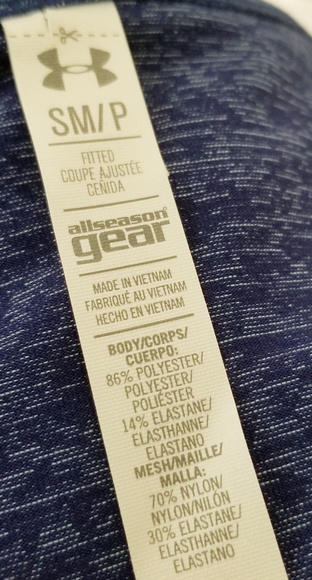 SM/P
FITTED
COUPE AJUSTÉE
CEÑIDA
allseason
gear
MADE IN VIETNAM
FABRIQUÉ AU VIETNAM
HECHO EN VIETNAM
BODY/CORPS/
CUERPO:
86% POLYESTER/
POLYESTER/
POLIÉSTER
14% ELASTANE/
ELASTHANNE/
ELASTANO
MESH/MAILLE/
MALLA:
70% NYLON/
NYLON/NILÓN
30% ELASTANE/
ELASTHANNE/
ELASTANO